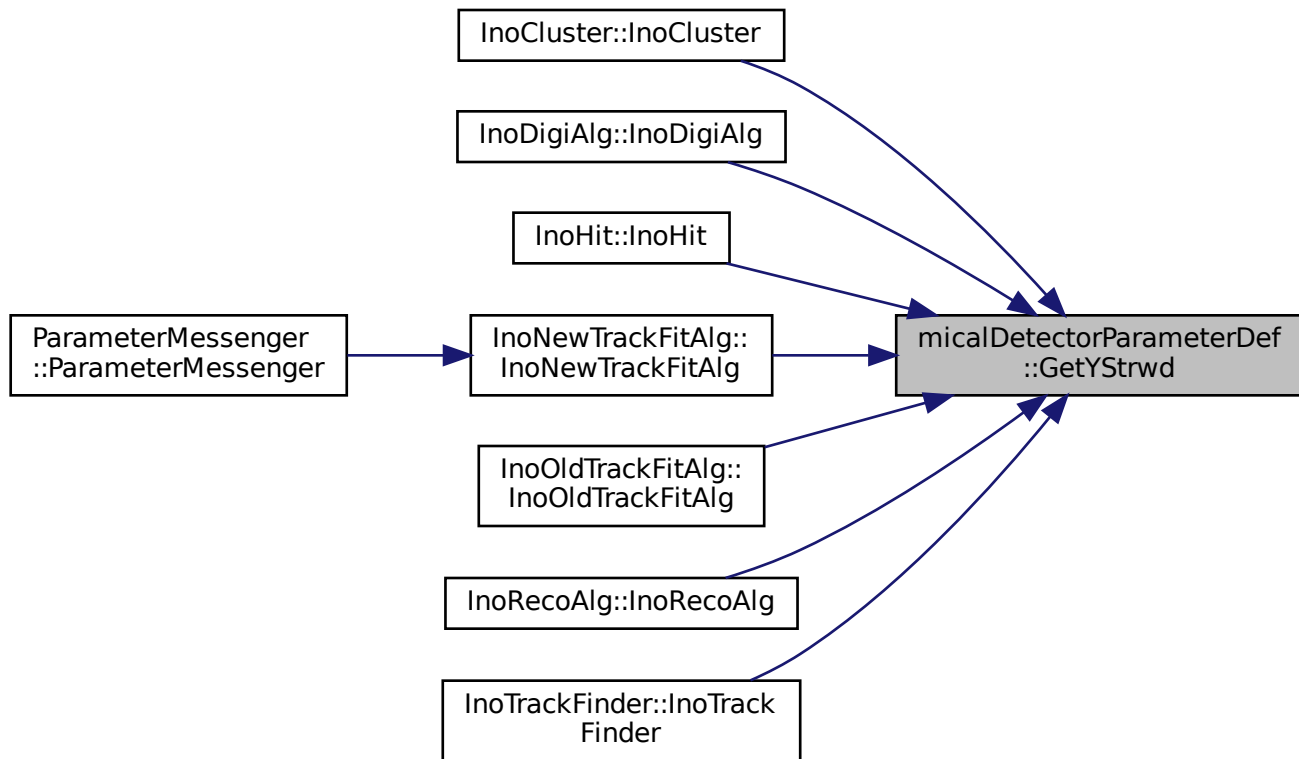 InoCluster::InoCluster
InoDigiAlg::InoDigiAlg
InoHit::InoHit
ParameterMessenger
::ParameterMessenger
InoNewTrackFitAlg::
InoNewTrackFitAlg
micalDetectorParameterDef
::GetYStrwd
InoOldTrackFitAlg::
InoOldTrackFitAlg
InoRecoAlg::InoRecoAlg
InoTrackFinder::InoTrack
Finder